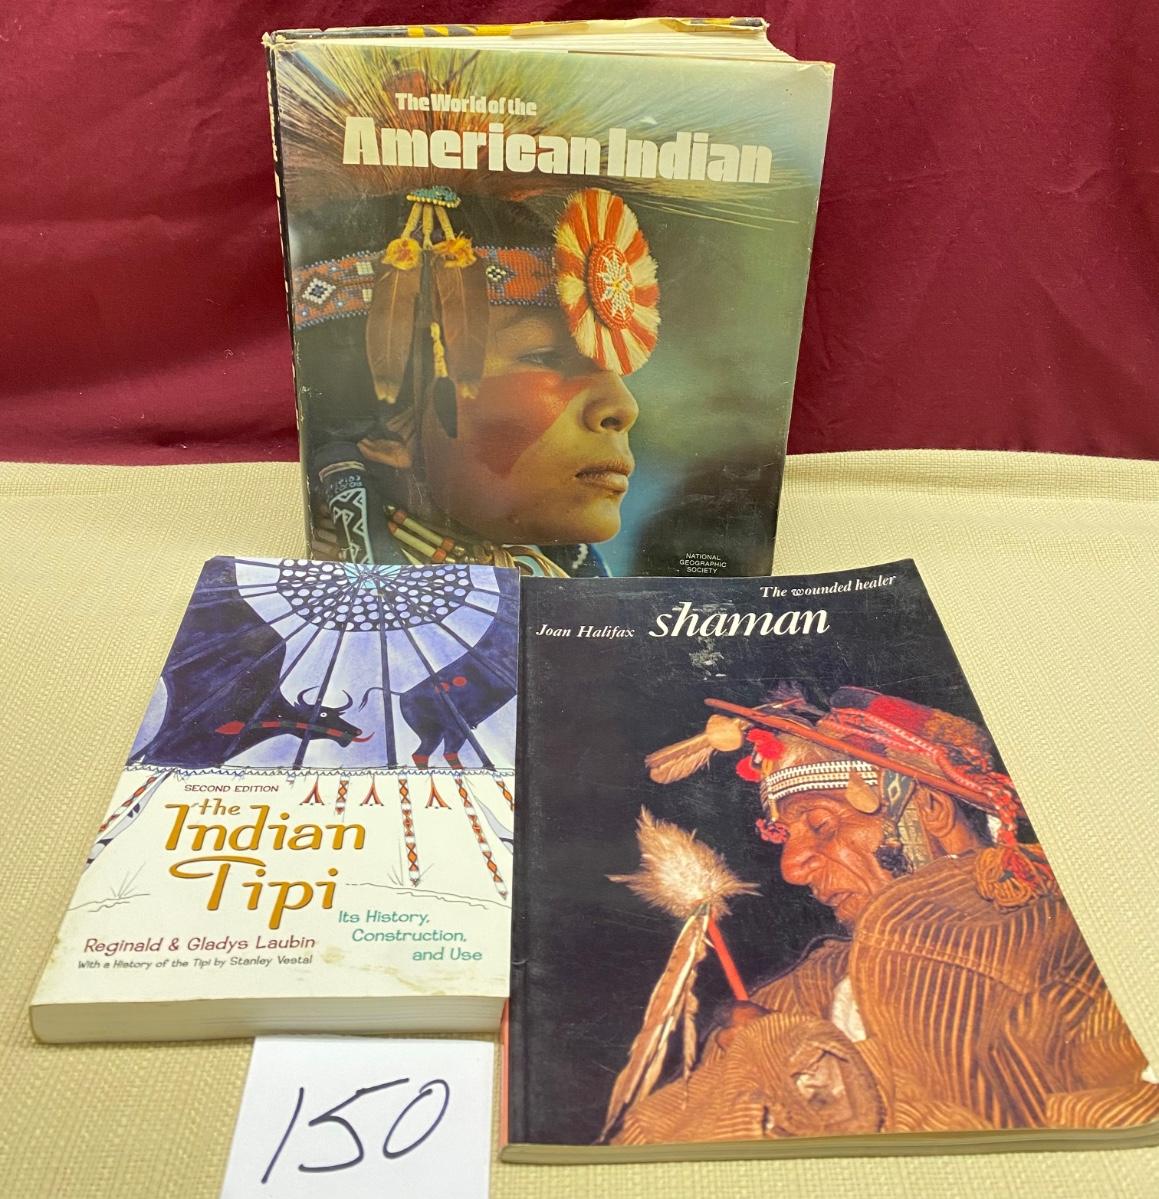 The World of the
American Indian
NATIONAL
GEOGRAPHIC
SOCIETY
SECOND EDITION
the
Indian
Tipi
Its History,
Construction,
and Use
Reginald & Gladys Laubin
With a History of the Tipi by Stanley Vestal
The wounded healer
Joan Halifax shaman
150